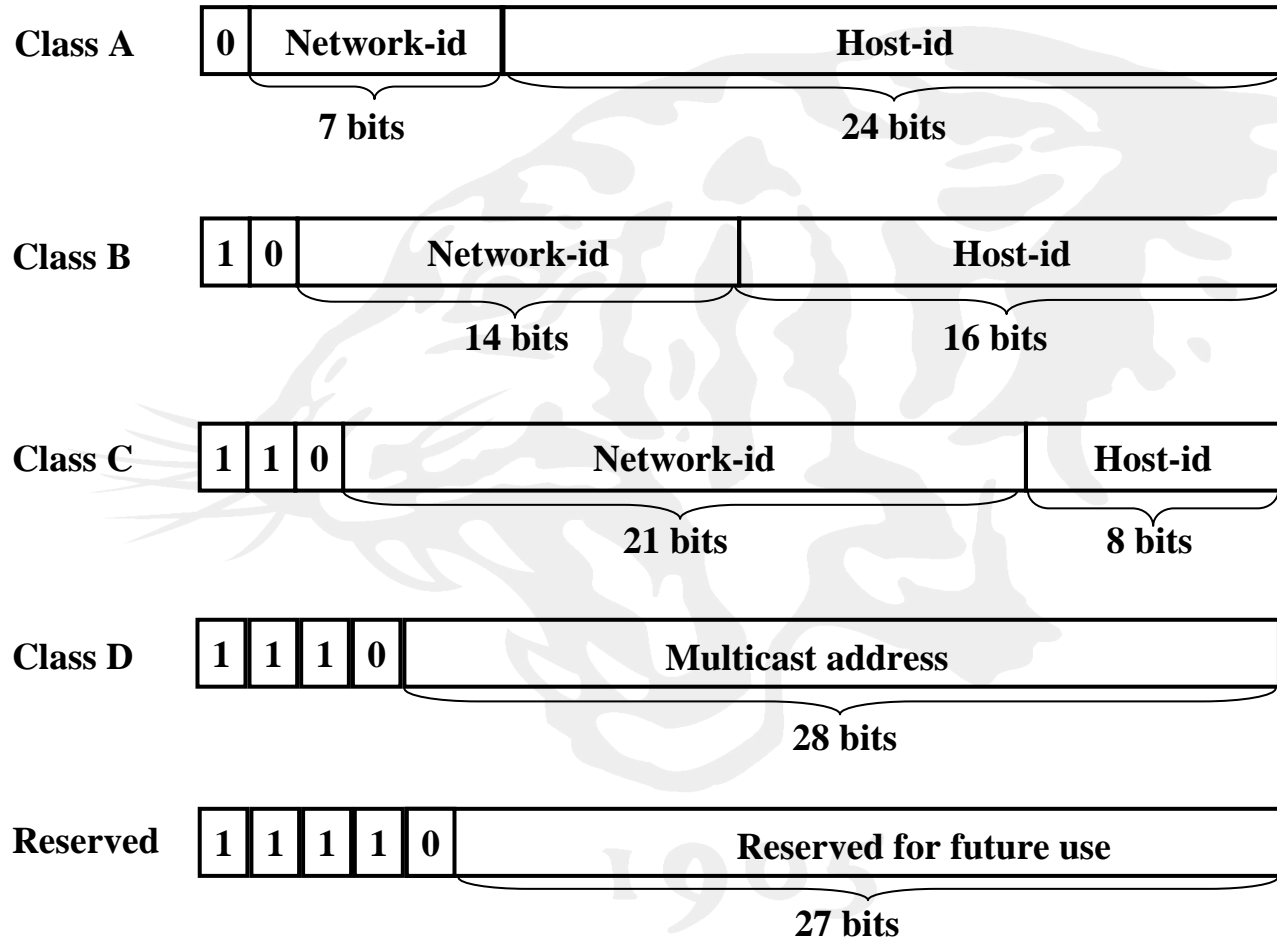 Class A 0 Network-id Host-id
7 bits 24 bits
Class B 1 0 Network-id Host-id
14 bits 16 bits
Class C 1 1 0 Network-id Host-id
21 bits 8 bits
Class D 1 1 1 0 Multicast address
28 bits
Reserved 1 1 1 1 0 Reserved for future use
1905
27 bits